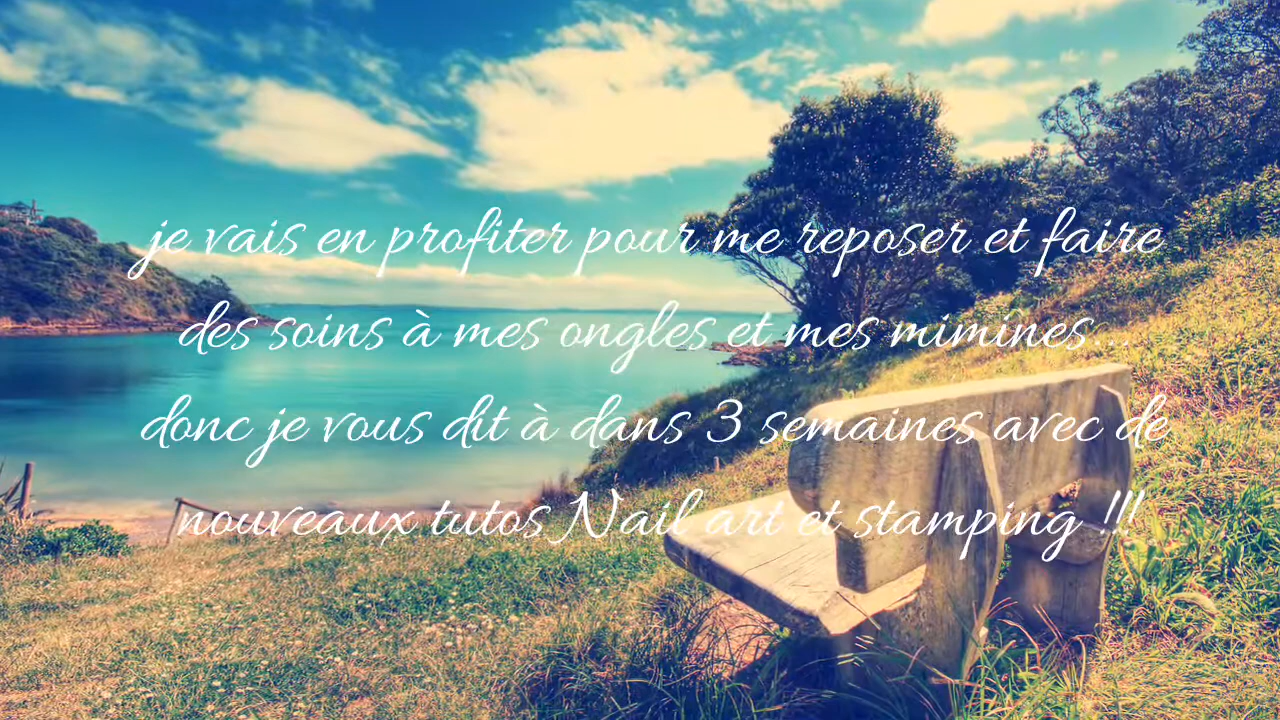 je vais en profiter pour me reposer et faire
des soins à mes ongles et mes mimines...
donc je vous dit à dans 3 semaines avec de
nouveaux tutos Nail art et stamping !!!